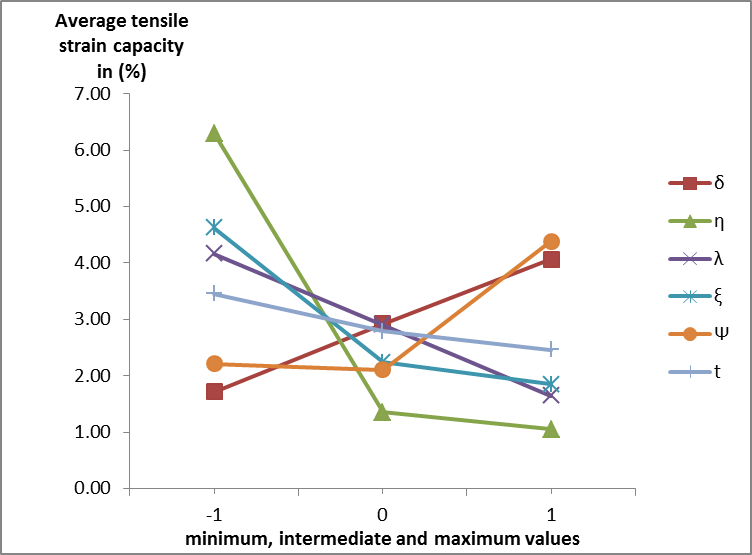 Average tensile
strain capacity
in (%)
7.00
6.00
5.00
4.00
3.00
2.00
1.00
0.00
-1 0 1
minimum, intermediate and maximum values
δ
η
λ
ξ
Ψ
t